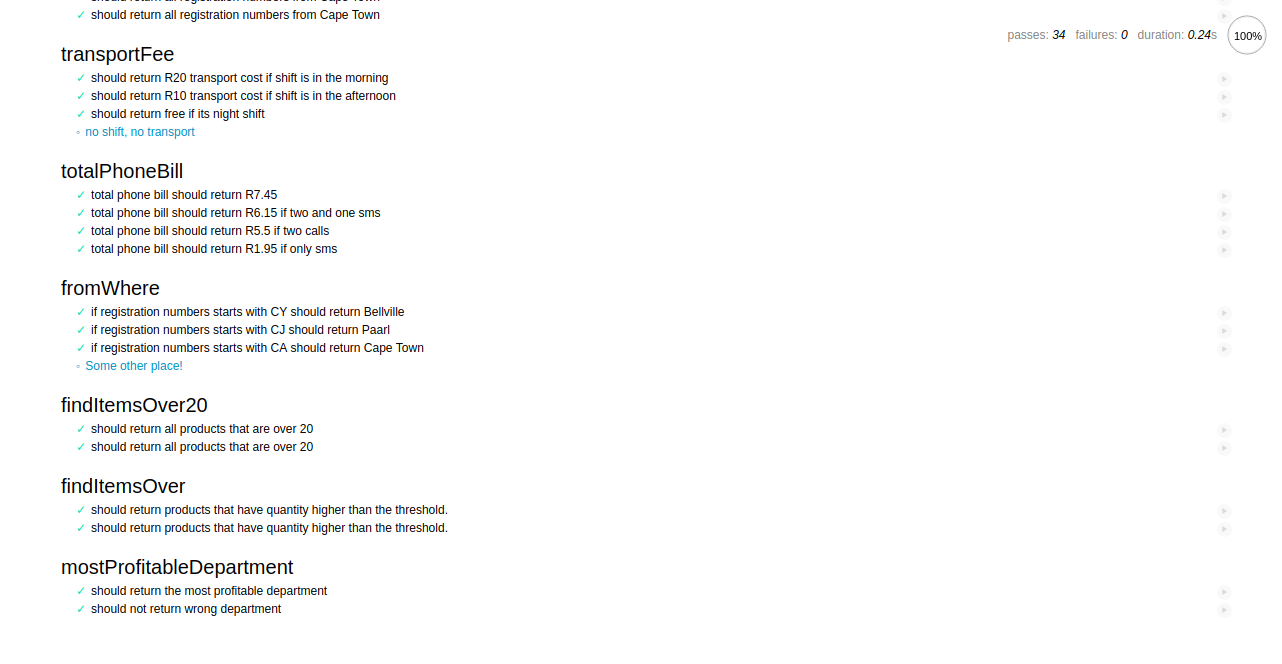 ✓ should return all registration numbers from Cape Town
passes: 34 failures: 0 duration: 0.24s 100%
transportFee
✓ should return R20 transport cost if shift is in the morning
✓ should return R10 transport cost if shift is in the afternoon
✓ should return free if its night shift
◦ no shift, no transport
totalPhoneBill
✓ total phone bill should return R7.45
✓ total phone bill should return R6.15 if two and one sms
✓ total phone bill should return R5.5 if two calls
✓ total phone bill should return R1.95 if only sms
fromWhere
✓ if registration numbers starts with CY should return Bellville
✓ if registration numbers starts with CJ should return Paarl
✓ if registration numbers starts with CA should return Cape Town
◦ Some other place!
findItemsOver20
✓ should return all products that are over 20
✓ should return all products that are over 20
findItemsOver
✓ should return products that have quantity higher than the threshold.
✓ should return products that have quantity higher than the threshold.
mostProfitableDepartment
✓ should return the most profitable department
✓ should not return wrong department